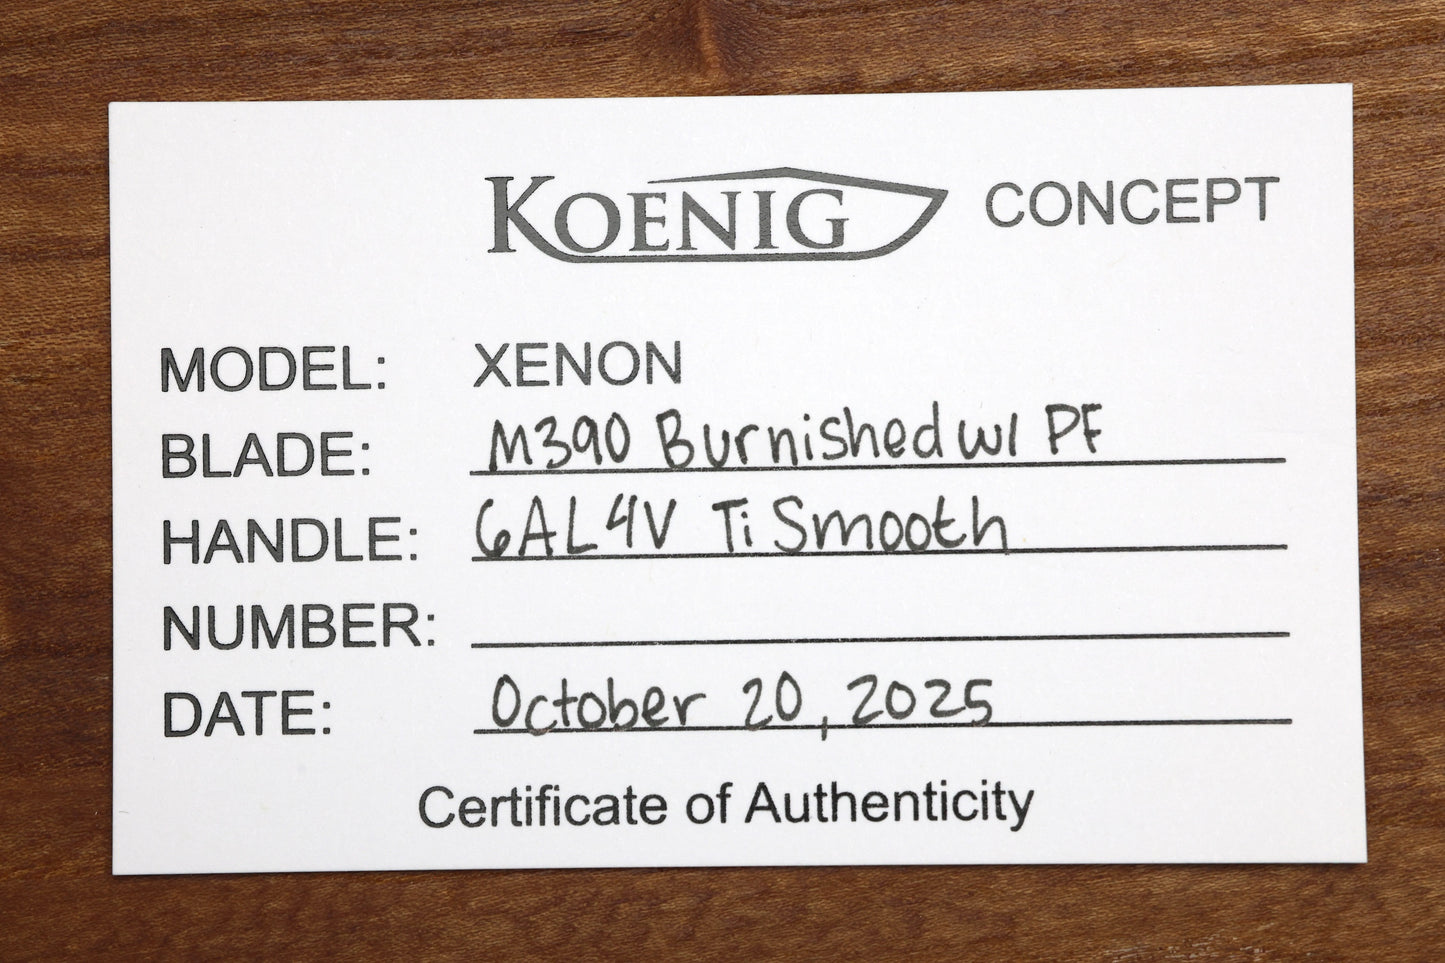 KOENIG CONCEPT
MODEL: XENON
BLADE: M390 Burnished w/ PF
HANDLE: 6AL4V Ti Smooth
NUMBER:
DATE: October 20, 2025
Certificate of Authenticity